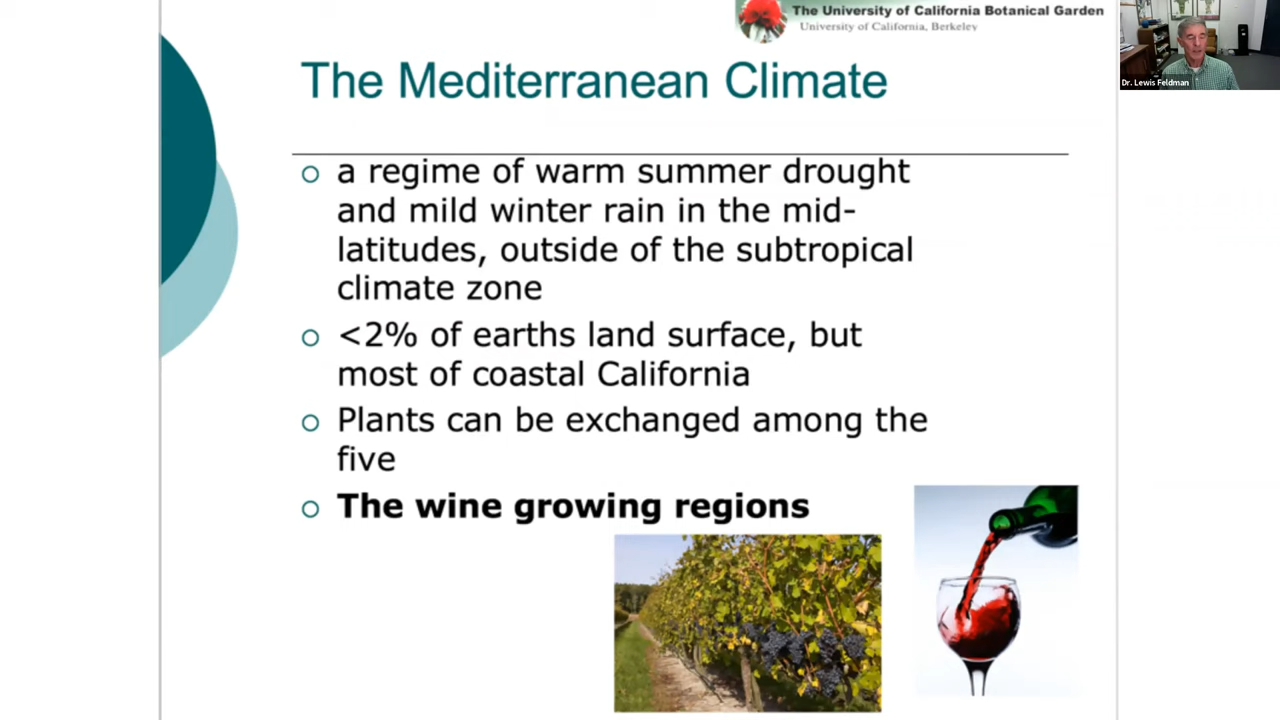 The University of California Botanical Garden
University of California, Berkeley
Dr. Lewis Feldman
The Mediterranean Climate
a regime of warm summer drought
and mild winter rain in the mid-
latitudes, outside of the subtropical
climate zone
<2% of earths land surface, but
most of coastal California
Plants can be exchanged among the
five
The wine growing regions